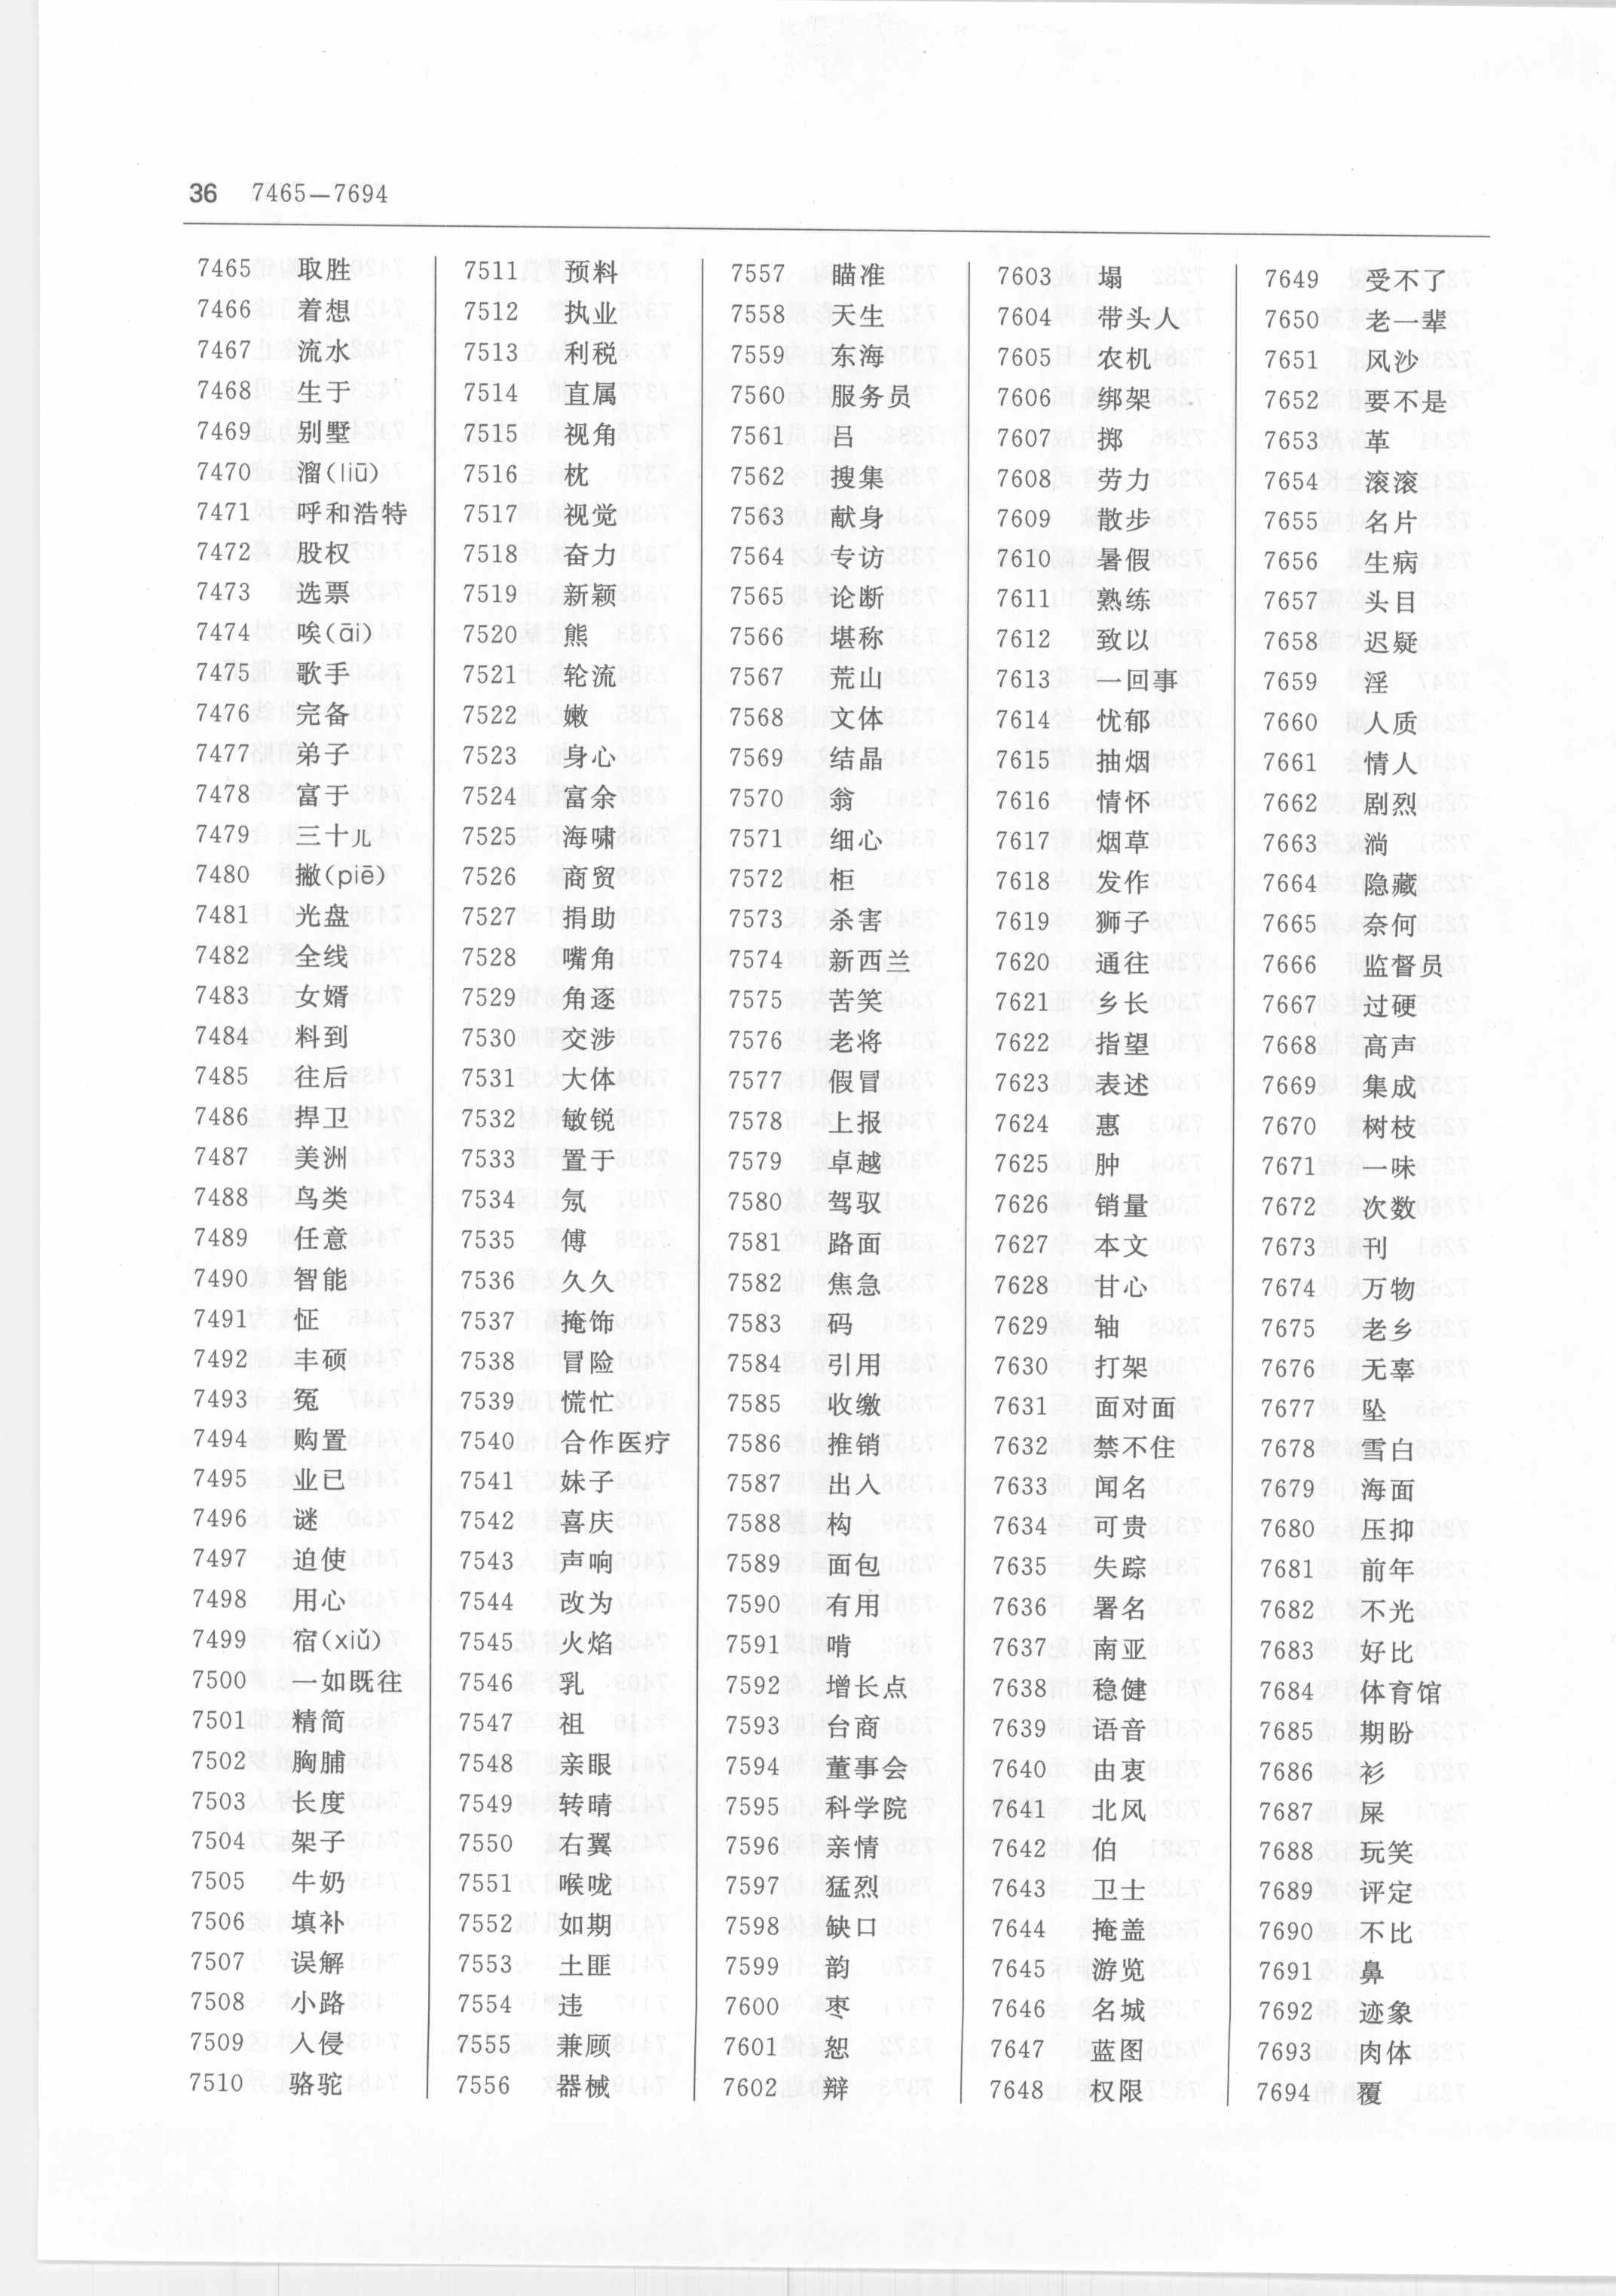 36 7465—7694
7465 取胜
7466 着想
7467 流水
7468 生于
7469 别墅
7470 溜(liū)
7471 呼和浩特
7472 股权
7473 选票
7474 唉(āi)
7475 歌手
7476 完备
7477 弟子
7478 富于
7479 三十儿
7480 撇(piē)
7481 光盘
7482 全线
7483 女婿
7484 料到
7485 往后
7486 捍卫
7487 美洲
7488 鸟类
7489 任意
7490 智能
7491 怔
7492 丰硕
7493 冤
7494 购置
7495 业已
7496 谜
7497 迫使
7498 用心
7499 宿(xiǔ)
7500 一如既往
7501 精简
7502 胸脯
7503 长度
7504 架子
7505 牛奶
7506 填补
7507 误解
7508 小路
7509 入侵
7510 骆驼
7511 预料
7512 执业
7513 利税
7514 直属
7515 视角
7516 枕
7517 视觉
7518 奋力
7519 新颖
7520 熊
7521 轮流
7522 嫩
7523 身心
7524 富余
7525 海啸
7526 商贸
7527 捐助
7528 嘴角
7529 角逐
7530 交涉
7531 大体
7532 敏锐
7533 置于
7534 氛
7535 傅
7536 久久
7537 掩饰
7538 冒险
7539 慌忙
7540 合作医疗
7541 妹子
7542 喜庆
7543 声响
7544 改为
7545 火焰
7546 乳
7547 祖
7548 亲眼
7549 转晴
7550 右翼
7551 喉咙
7552 如期
7553 土匪
7554 违
7555 兼顾
7556 器械
7557 瞄准
7558 天生
7559 东海
7560 服务员
7561 吕
7562 搜集
7563 献身
7564 专访
7565 论断
7566 堪称
7567 荒山
7568 文体
7569 结晶
7570 翁
7571 细心
7572 柜
7573 杀害
7574 新西兰
7575 苦笑
7576 老将
7577 假冒
7578 上报
7579 卓越
7580 驾驭
7581 路面
7582 焦急
7583 码
7584 引用
7585 收缴
7586 推销
7587 出人
7588 构
7589 面包
7590 有用
7591 啃
7592 增长点
7593 台商
7594 董事会
7595 科学院
7596 亲情
7597 猛烈
7598 缺口
7599 韵
7600 枣
7601 恕
7602 辩
7603 塌
7604 带头人
7605 农机
7606 绑架
7607 掷
7608 劳力
7609 散步
7610 暑假
7611 熟练
7612 致以
7613 一回事
7614 忧郁
7615 抽烟
7616 情怀
7617 烟草
7618 发作
7619 狮子
7620 通往
7621 乡长
7622 指望
7623 表述
7624 惠
7625 肿
7626 销量
7627 本文
7628 甘心
7629 轴
7630 打架
7631 面对面
7632 禁不住
7633 闻名
7634 可贵
7635 失踪
7636 署名
7637 南亚
7638 稳健
7639 语音
7640 由衷
7641 北风
7642 伯
7643 卫士
7644 掩盖
7645 游览
7646 名城
7647 蓝图
7648 权限
7649 受不了
7650 老一辈
7651 风沙
7652 要不是
7653 革
7654 滚滚
7655 名片
7656 生病
7657 头目
7658 迟疑
7659 淫
7660 人质
7661 情人
7662 剧烈
7663 淌
7664 隐藏
7665 奈何
7666 监督员
7667 过硬
7668 高声
7669 集成
7670 树枝
7671 一味
7672 次数
7673 刊
7674 万物
7675 老乡
7676 无辜
7677 坠
7678 雪白
7679 海面
7680 压抑
7681 前年
7682 不光
7683 好比
7684 体育馆
7685 期盼
7686 衫
7687 屎
7688 玩笑
7689 评定
7690 不比
7691 鼻
7692 迹象
7693 肉体
7694 覆